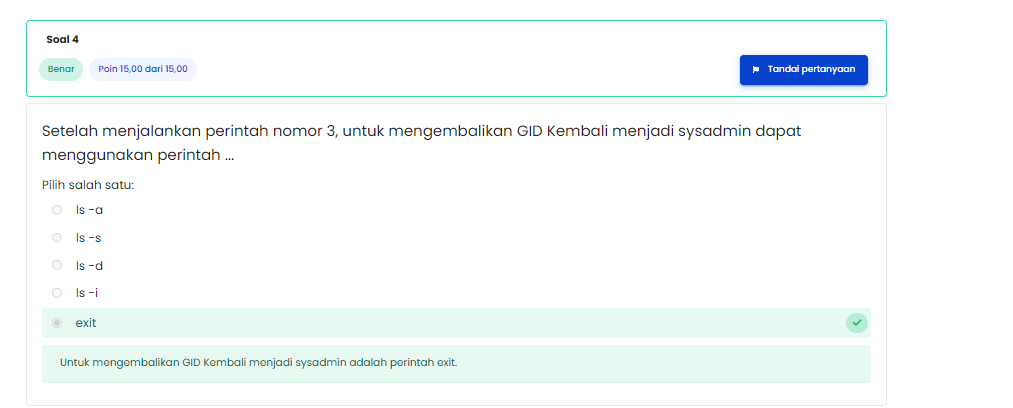 Soal 4
Benar
Poin 15,00 dari 15,00
Tandai pertanyaan
Setelah menjalankan perintah nomor 3, untuk mengembalikan GID Kembali menjadi sysadmin dapat
menggunakan perintah ...
Pilih salah satu:
ls -a
ls -s
ls -d
ls -i
exit
Untuk mengembalikan GID Kembali menjadi sysadmin adalah perintah exit.